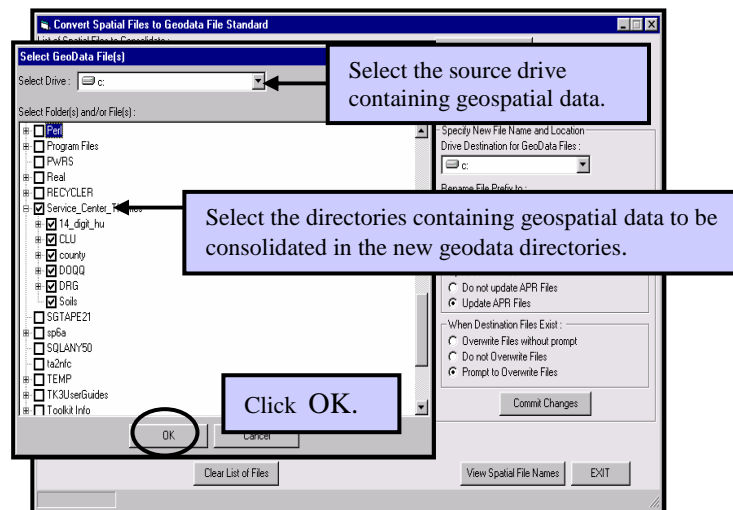 Convert Spatial Files to Geodata File Standard
List of Spatial Files to Consolidate :
Select GeoData File(s)
Select Drive :
c:
Select the source drive
containing geospatial data.
Select Folder(s) and/or File(s) :
Perl
Program Files
PWRS
Real
RECYCLER
Service_Center_
14_digit_hu
CLU
county
DOQQ
DRG
Soils
SGTAPE21
sp6a
SQLANY50
ta2nfc
TEMP
TK3UserGuides
Toolkit Info
Specify New File Name and Location
Drive Destination for GeoData Files :
c:
Rename File Prefix to :
Select the directories containing geospatial data to be
consolidated in the new geodata directories.
Do not update APR Files
Update APR Files
When Destination Files Exist :
Overwrite Files without prompt
Do not Overwrite Files
Prompt to Overwrite Files
Click OK.
Commit Changes
OK
Cancel
Clear List of Files
View Spatial File Names
EXIT